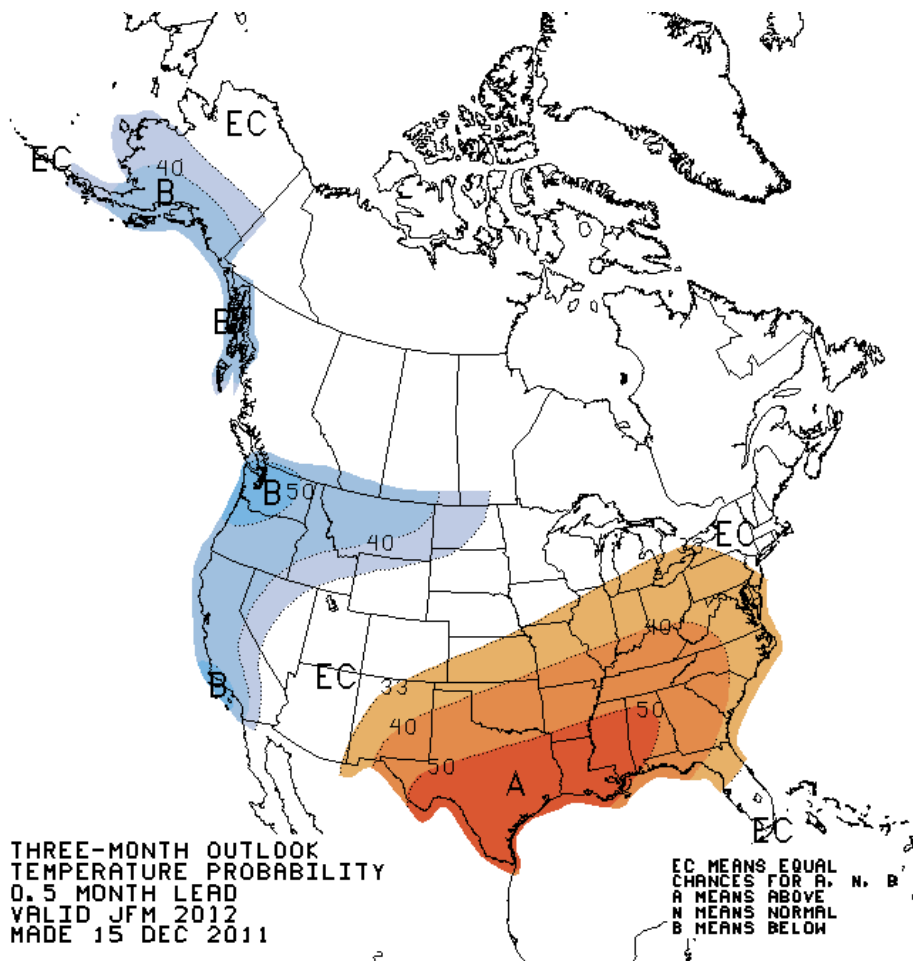 EC
EC
40
B
B
B
50
40
EC
40
33
B
EC
50
40
50
A
EC
THREE-MONTH OUTLOOK
TEMPERATURE PROBABILITY
0.5 MONTH LEAD
VALID JFM 2012
MADE 15 DEC 2011
EC MEANS EQUAL
CHANCES FOR A, N, B
A MEANS ABOVE
N MEANS NORMAL
B MEANS BELOW